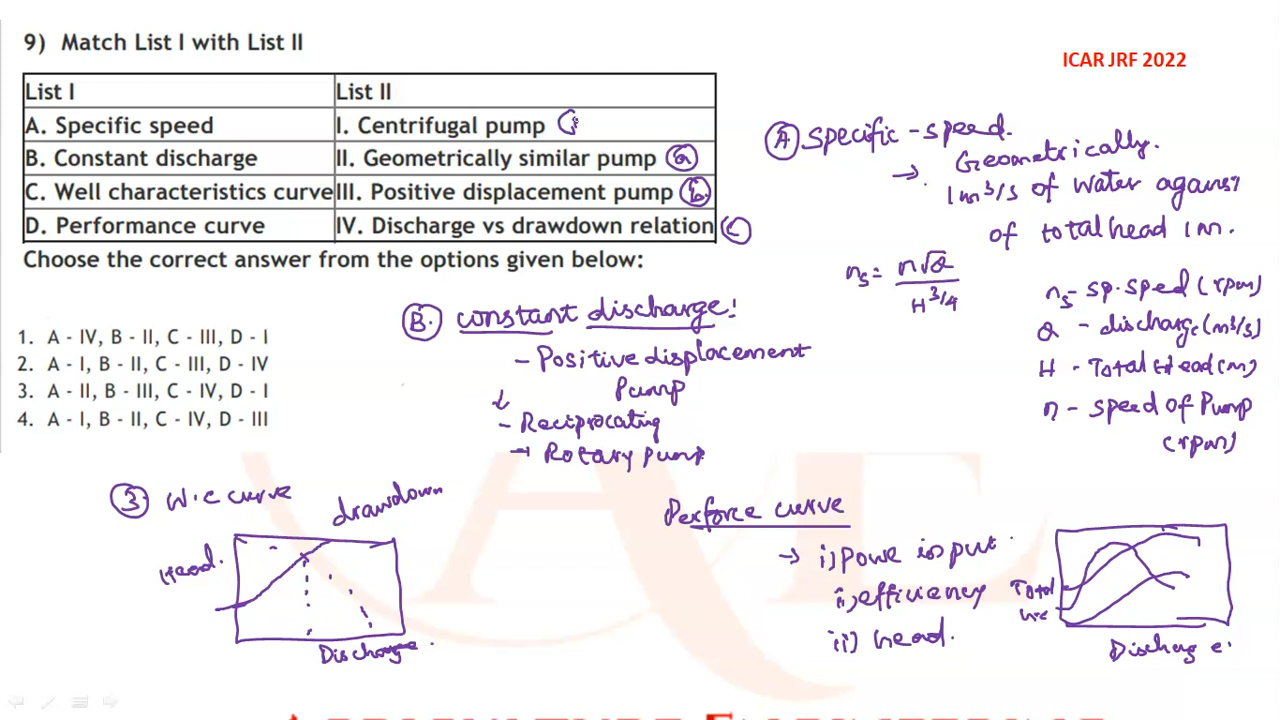 9) Match List I with List II
ICAR JRF 2022
List I List II
A. Specific speed I. Centrifugal pump
B. Constant discharge II. Geometrically similar pump (a)
C. Well characteristics curve III. Positive displacement pump (b)
D. Performance curve IV. Discharge vs drawdown relation (c)
Choose the correct answer from the options given below:
1. A - IV, B - II, C - III, D - I
2. A - I, B - II, C - III, D - IV
3. A - II, B - III, C - IV, D - I
4. A - I, B - II, C - IV, D - III
(A) Specific-speed.
→ Geometrically.
1m³/s of water against
of total head 1m.
ns = n√Q / H^3/4
ns - sp. speed (rpm)
Q - discharge (m³/s)
H - Total Head (m)
n - speed of Pump
(rpm)
(B.) constant discharge!
- Positive displacement
Pump
↓
- Reciprocating
→ Rotary pump
(3) W.C curve
drawdown
Head.
Discharge.
Perforce curve
→ i) Powe input
ii) efficiency
iii) head.
Total
Discharg e.